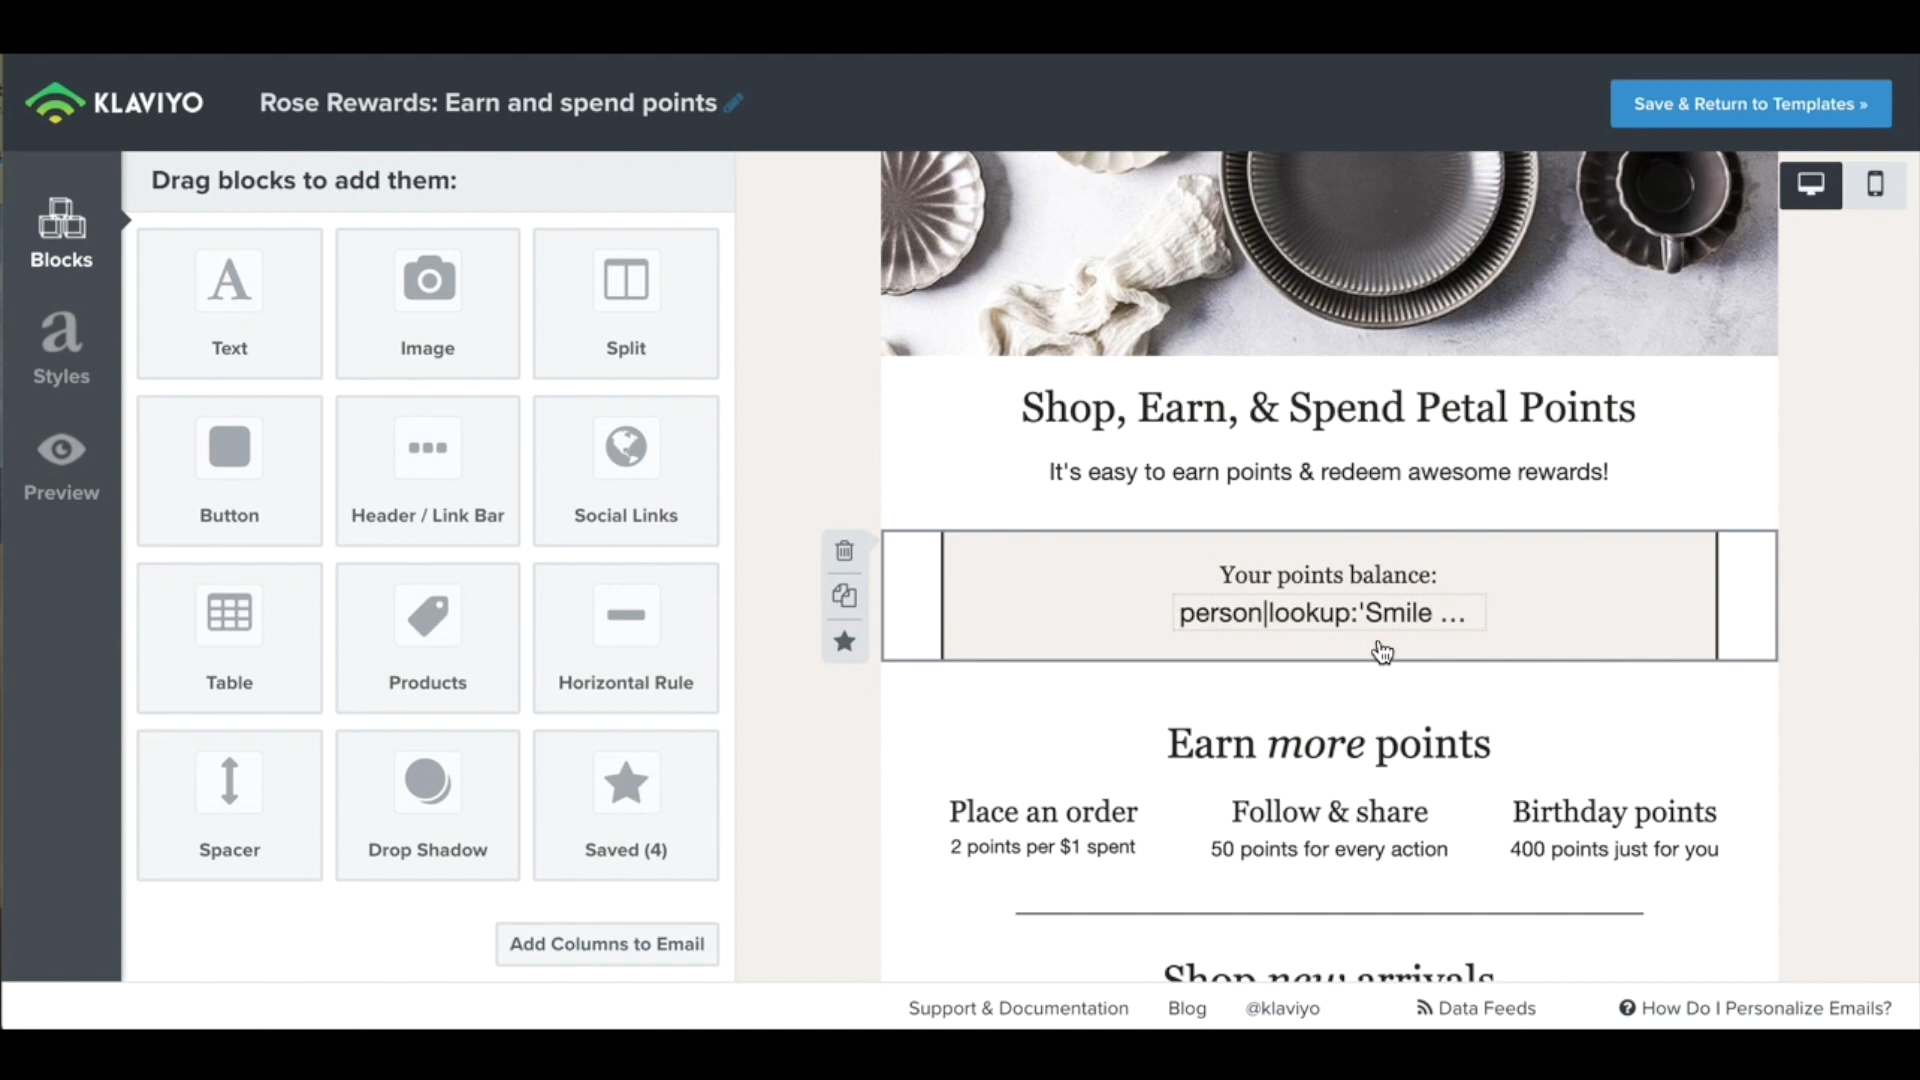 KLAVIYO
Rose Rewards: Earn and spend points
Save & Return to Templates »
Blocks
Styles
Preview
Drag blocks to add them:
Text
Image
Split
Button
Header / Link Bar
Social Links
Table
Products
Horizontal Rule
Spacer
Drop Shadow
Saved (4)
Add Columns to Email
Shop, Earn, & Spend Petal Points
It's easy to earn points & redeem awesome rewards!
Your points balance:
person|lookup:'Smile ...
Earn more points
Place an order
2 points per $1 spent
Follow & share
50 points for every action
Birthday points
400 points just for you
Shop new arrivals
Support & Documentation
Blog
@klaviyo
Data Feeds
How Do I Personalize Emails?